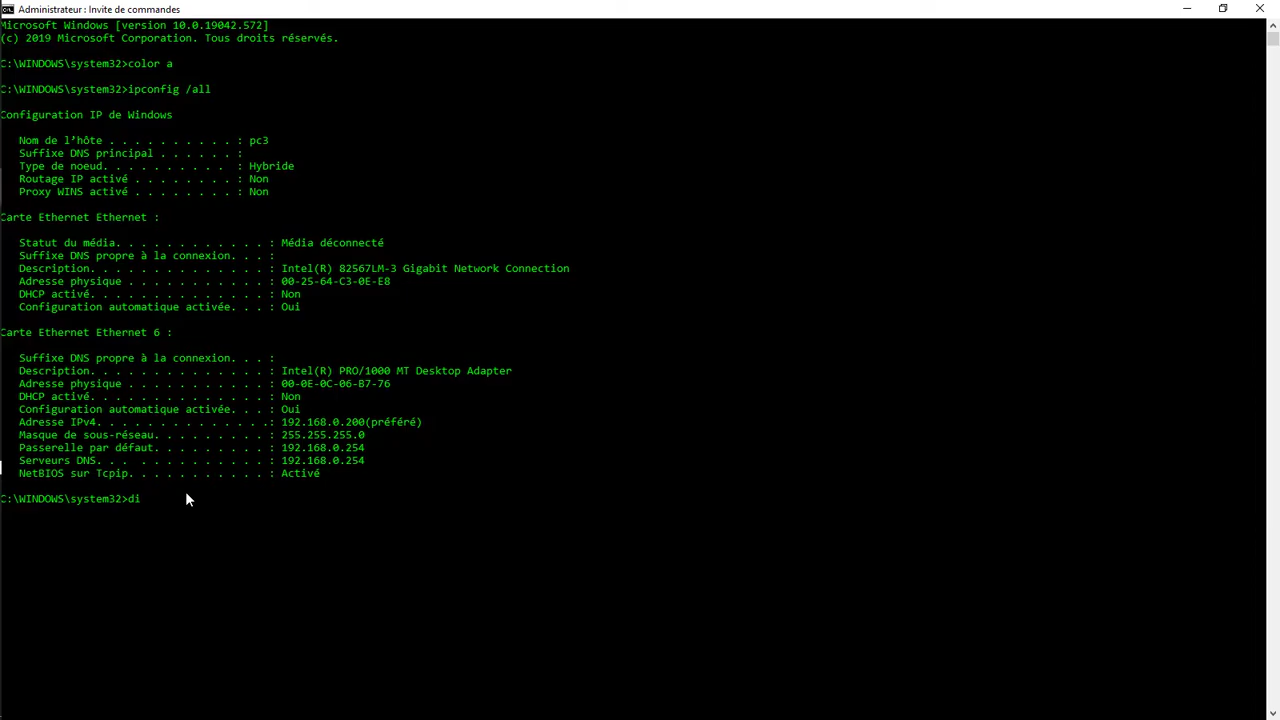 Administrateur : Invite de commandes
Microsoft Windows [version 10.0.19042.572]
(c) 2019 Microsoft Corporation. Tous droits réservés.
C:\WINDOWS\system32>color a
C:\WINDOWS\system32>ipconfig /all
Configuration IP de Windows
Nom de l’hôte . . . . . . . . . . : pc3
Suffixe DNS principal . . . . . . :
Type de noeud. . . . . . . . . .  : Hybride
Routage IP activé . . . . . . . . : Non
Proxy WINS activé . . . . . . . . : Non
Carte Ethernet Ethernet :
Statut du média. . . . . . . . . . . . : Média déconnecté
Suffixe DNS propre à la connexion. . . :
Description. . . . . . . . . . . . . . : Intel(R) 82567LM-3 Gigabit Network Connection
Adresse physique . . . . . . . . . . . : 00-25-64-C3-0E-E8
DHCP activé. . . . . . . . . . . . . . : Non
Configuration automatique activée. . . : Oui
Carte Ethernet Ethernet 6 :
Suffixe DNS propre à la connexion. . . :
Description. . . . . . . . . . . . . . : Intel(R) PRO/1000 MT Desktop Adapter
Adresse physique . . . . . . . . . . . : 00-0E-0C-06-B7-76
DHCP activé. . . . . . . . . . . . . . : Non
Configuration automatique activée. . . : Oui
Adresse IPv4. . . . . . . . . . . . . .: 192.168.0.200(préféré)
Masque de sous-réseau. . . . . . . . . : 255.255.255.0
Passerelle par défaut. . . . . . . . . : 192.168.0.254
Serveurs DNS. . .  . . . . . . . . . . : 192.168.0.254
NetBIOS sur Tcpip. . . . . . . . . . . : Activé
C:\WINDOWS\system32>di